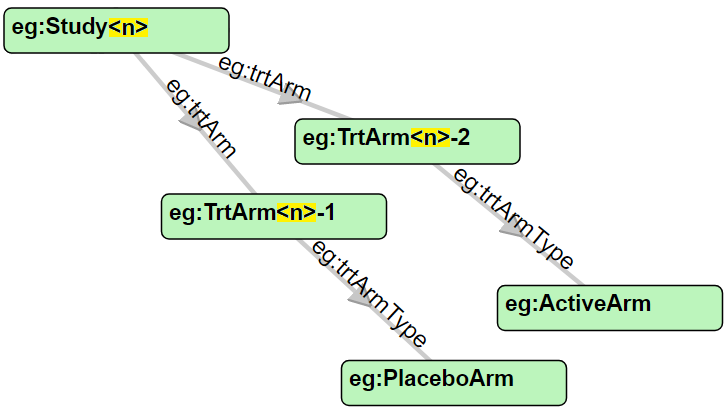 eg:Study<n>
eg:trtArm
eg:trtArm
eg:TrtArm<n>-2
eg:trtArmType
eg:TrtArm<n>-1
eg:trtArmType
eg:ActiveArm
eg:PlaceboArm